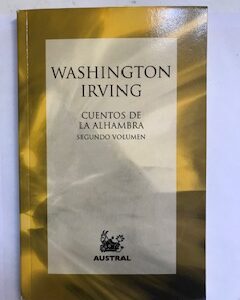 WASHINGTON
IRVING
CUENTOS DE
LA ALHAMBRA
SEGUNDO VOLUMEN
AUSTRAL